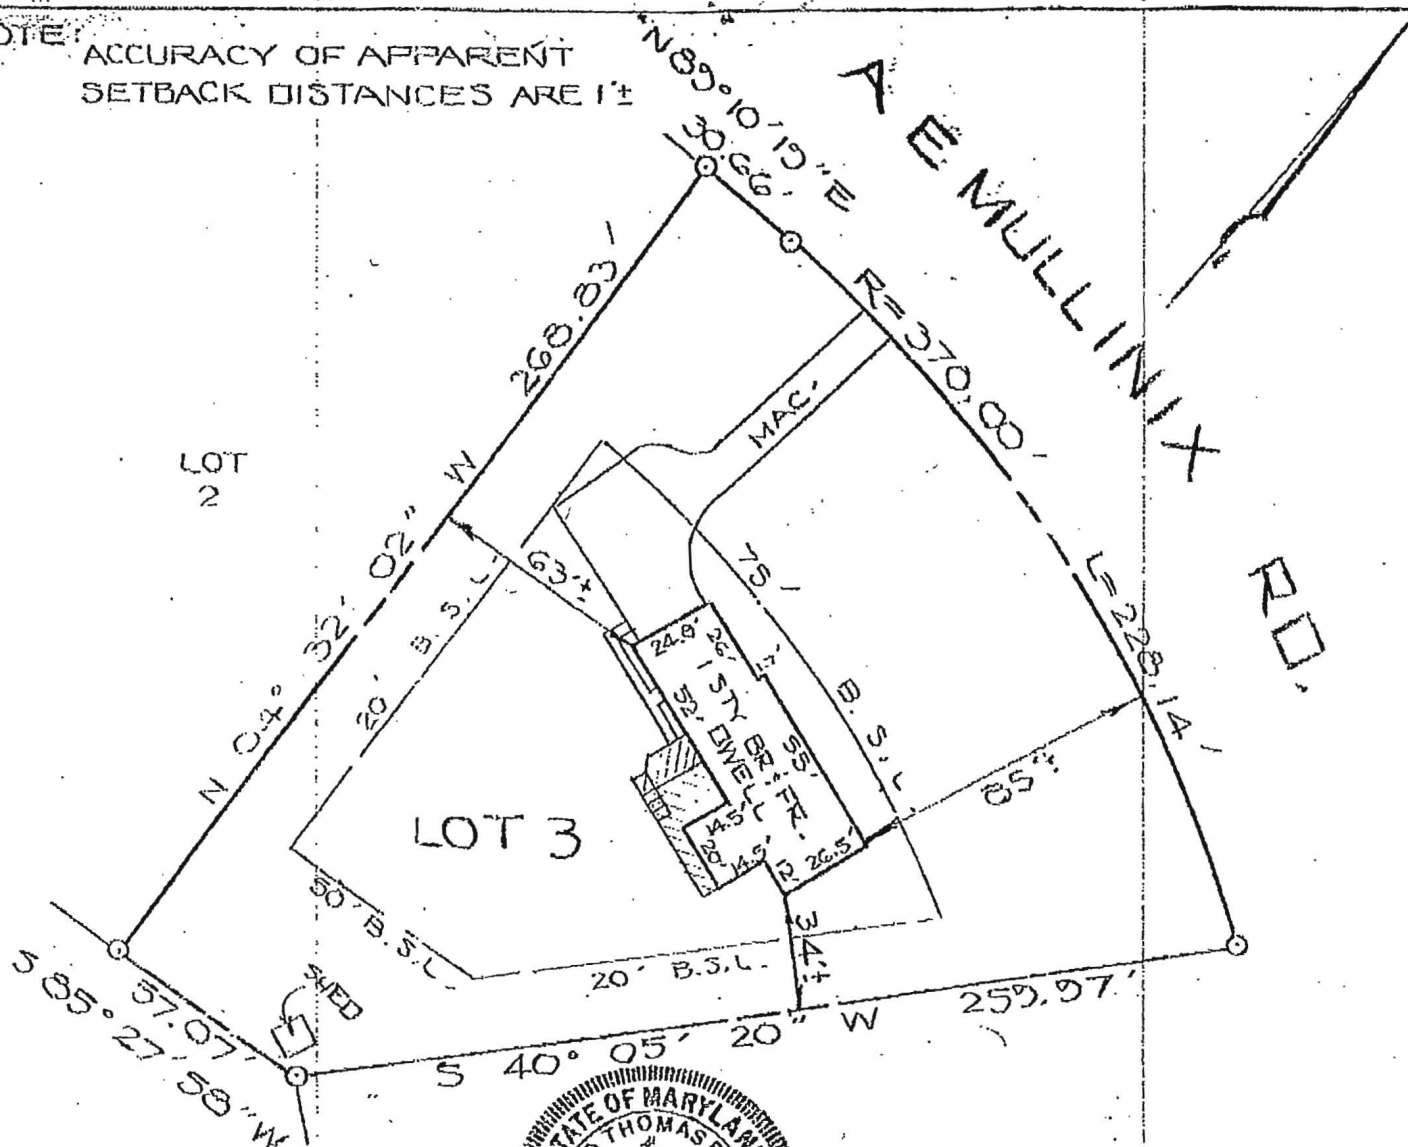 ACCURACY OF APPARENT
SETBACK DISTANCES ARE 1'±
N 89° 10' 19" E
30.66'
A E MULLINIX RD.
R = 370.00'
L = 228.14'
268.83'
N 04° 32' 02" W
LOT
2
MAC.
63'±
75' B.S.L.
20' B.S.L.
24.8'
26'
1 STY BR. & FR.
DWELL
52'
55'
85'±
14.5'
20'
14.5'
12'
26.5'
LOT 3
50' B.S.L.
34'±
20' B.S.L.
SHED
57.07'
S 85° 27' 58" W
S 40° 05' 20" W
259.97'
STATE OF MARYLAND
THOMAS